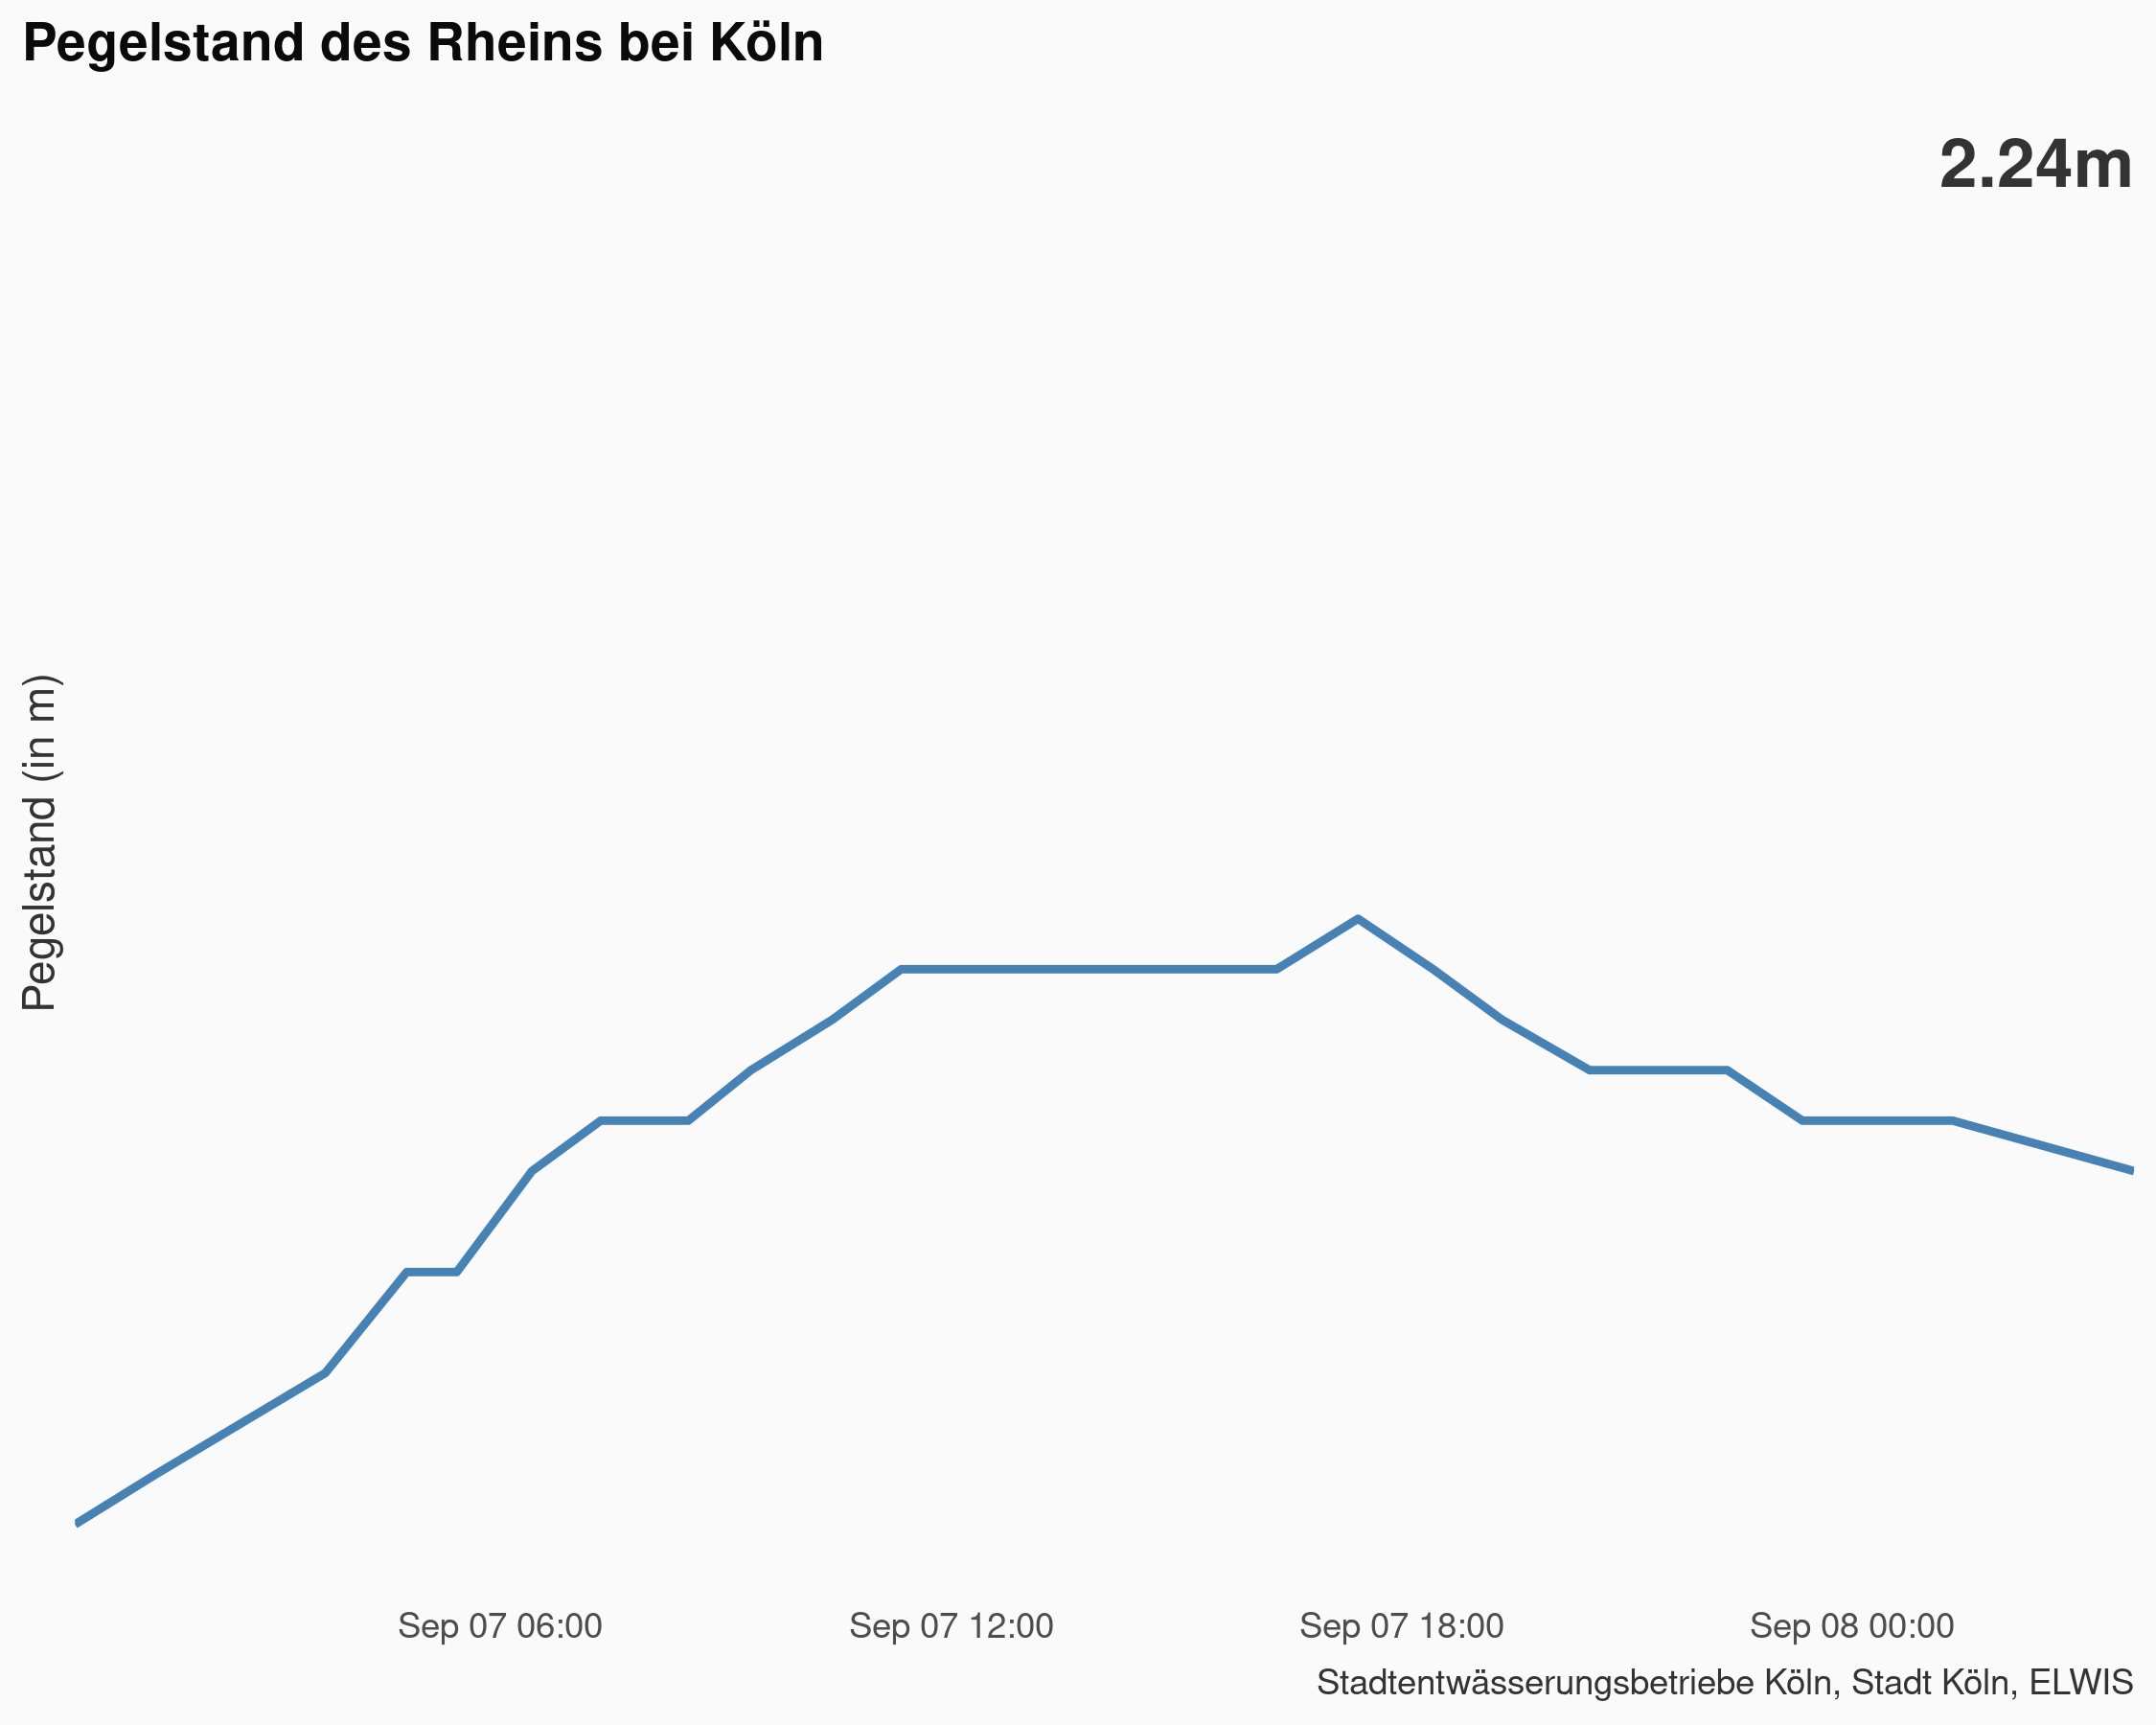 Pegelstand des Rheins bei Köln
2.24m
Pegelstand (in m)
Sep 07 06:00
Sep 07 12:00
Sep 07 18:00
Sep 08 00:00
Stadtentwässerungsbetriebe Köln, Stadt Köln, ELWIS